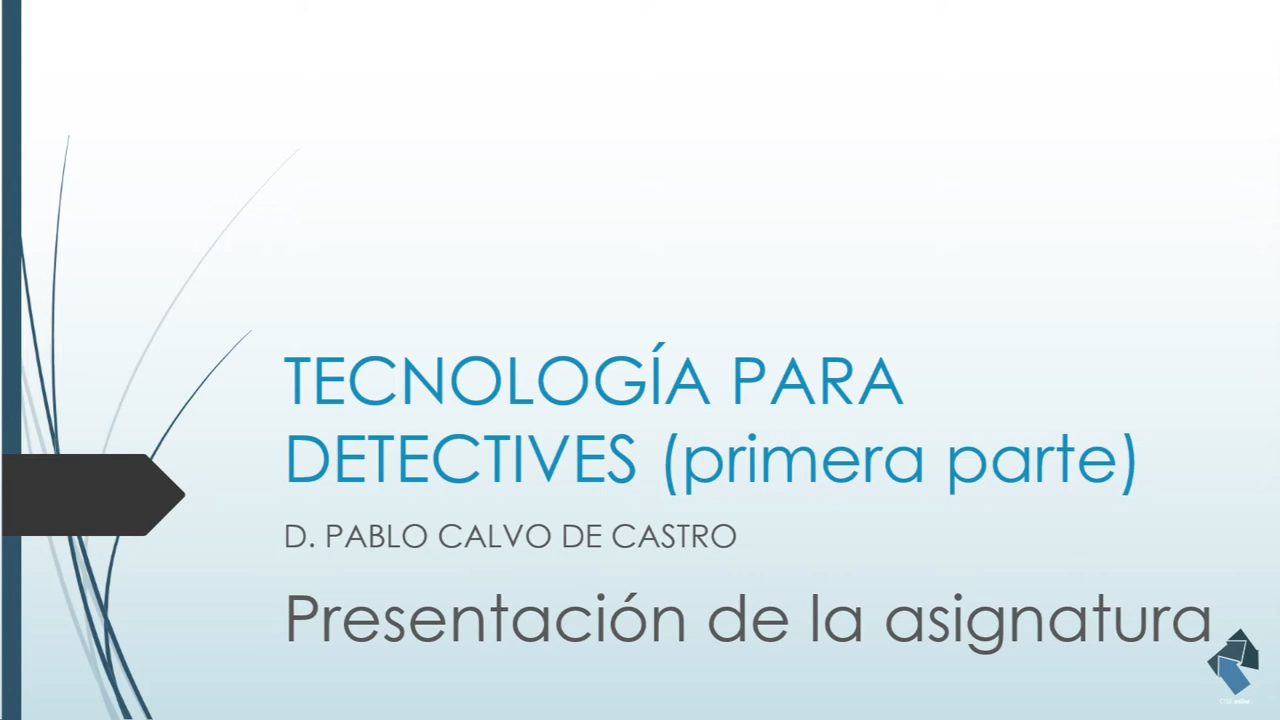 TECNOLOGÍA PARA
DETECTIVES (primera parte)
D. PABLO CALVO DE CASTRO
Presentación de la asignatura